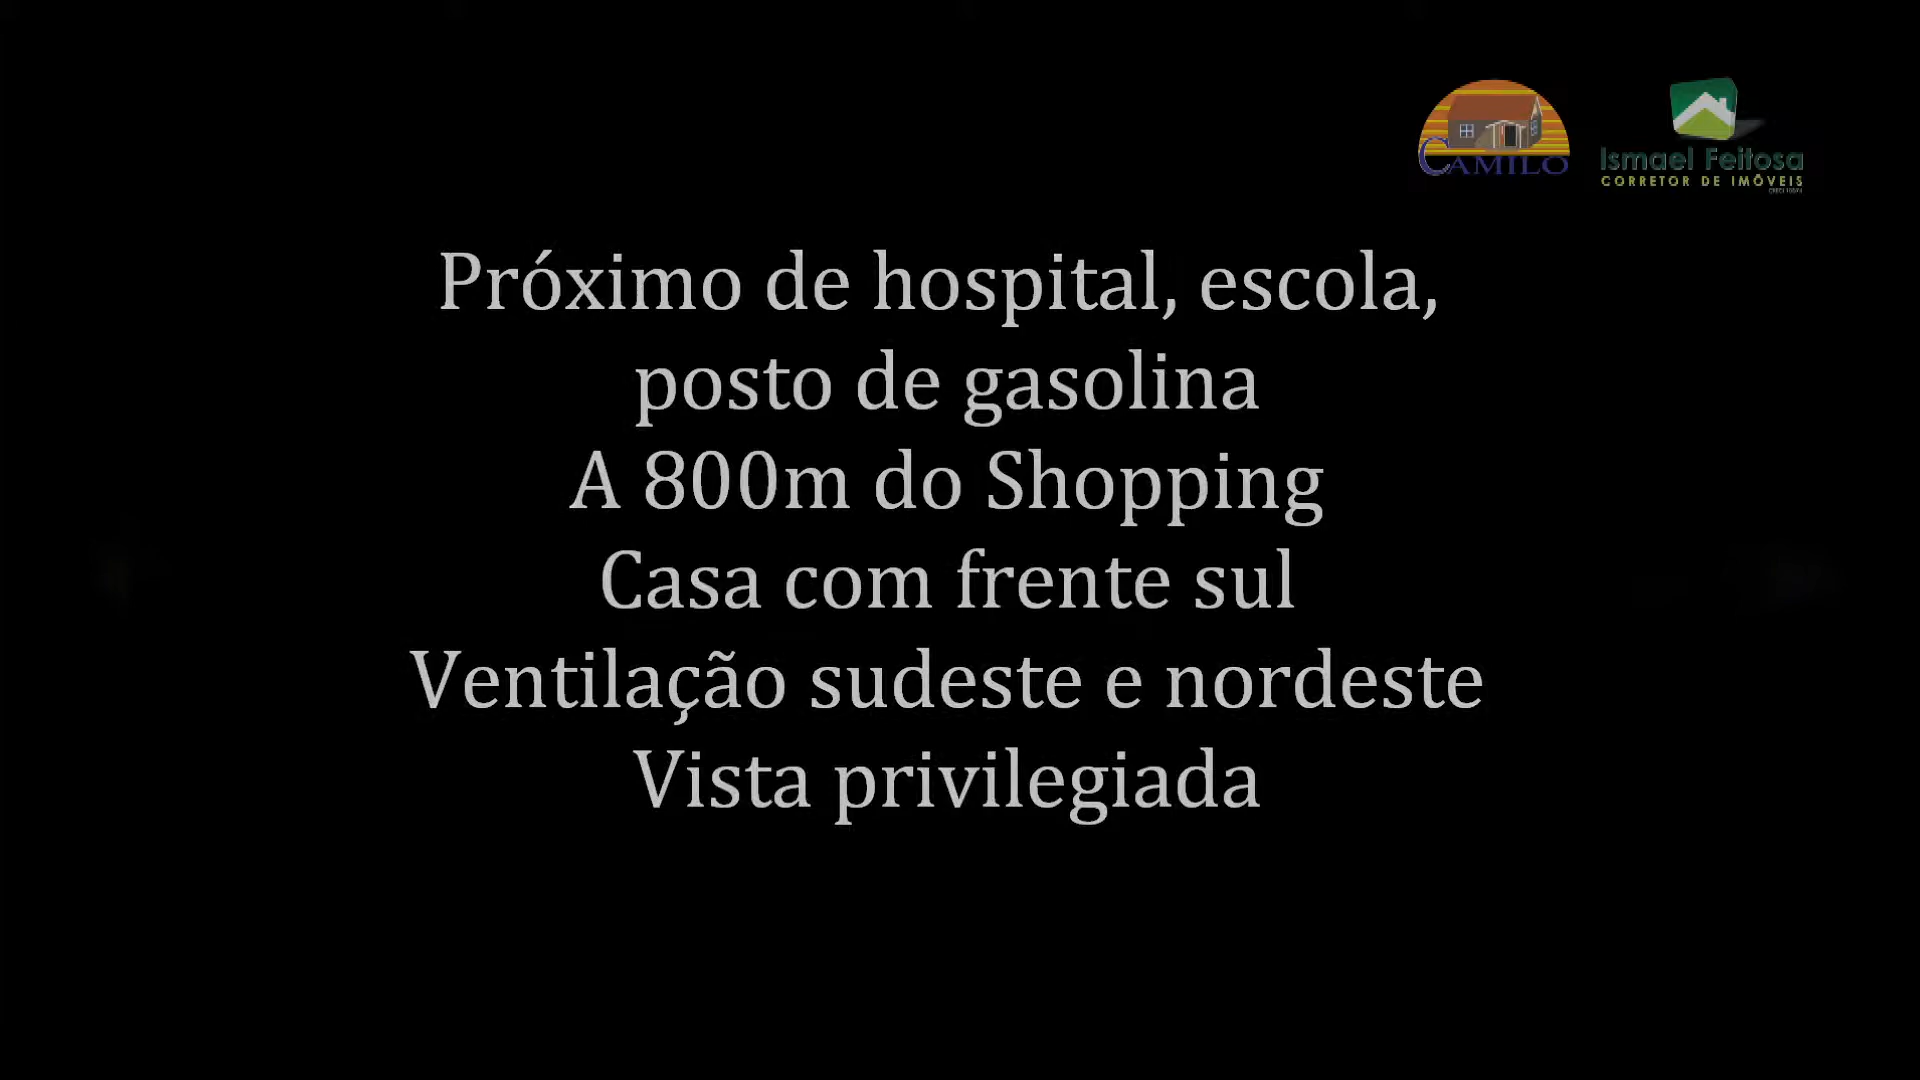 CAMILO
Ismael Feitosa
CORRETOR DE IMÓVEIS
Próximo de hospital, escola,
posto de gasolina
A 800m do Shopping
Casa com frente sul
Ventilação sudeste e nordeste
Vista privilegiada